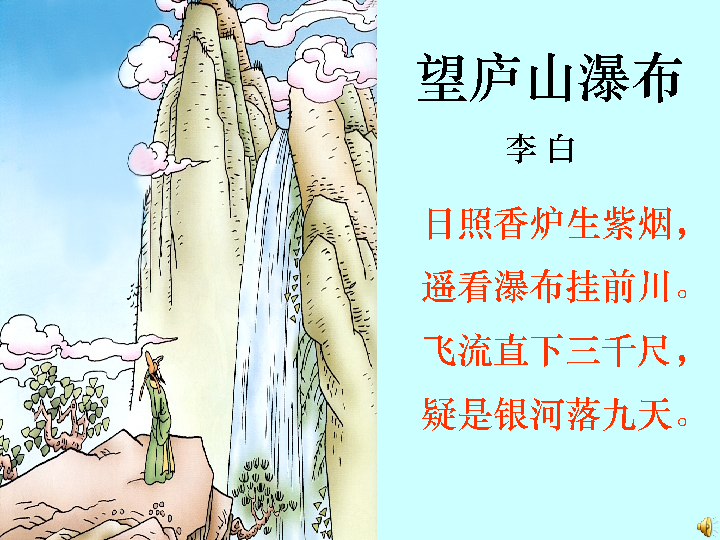 望庐山瀑布
李白
日照香炉生紫烟，
遥看瀑布挂前川。
飞流直下三千尺，
疑是银河落九天。